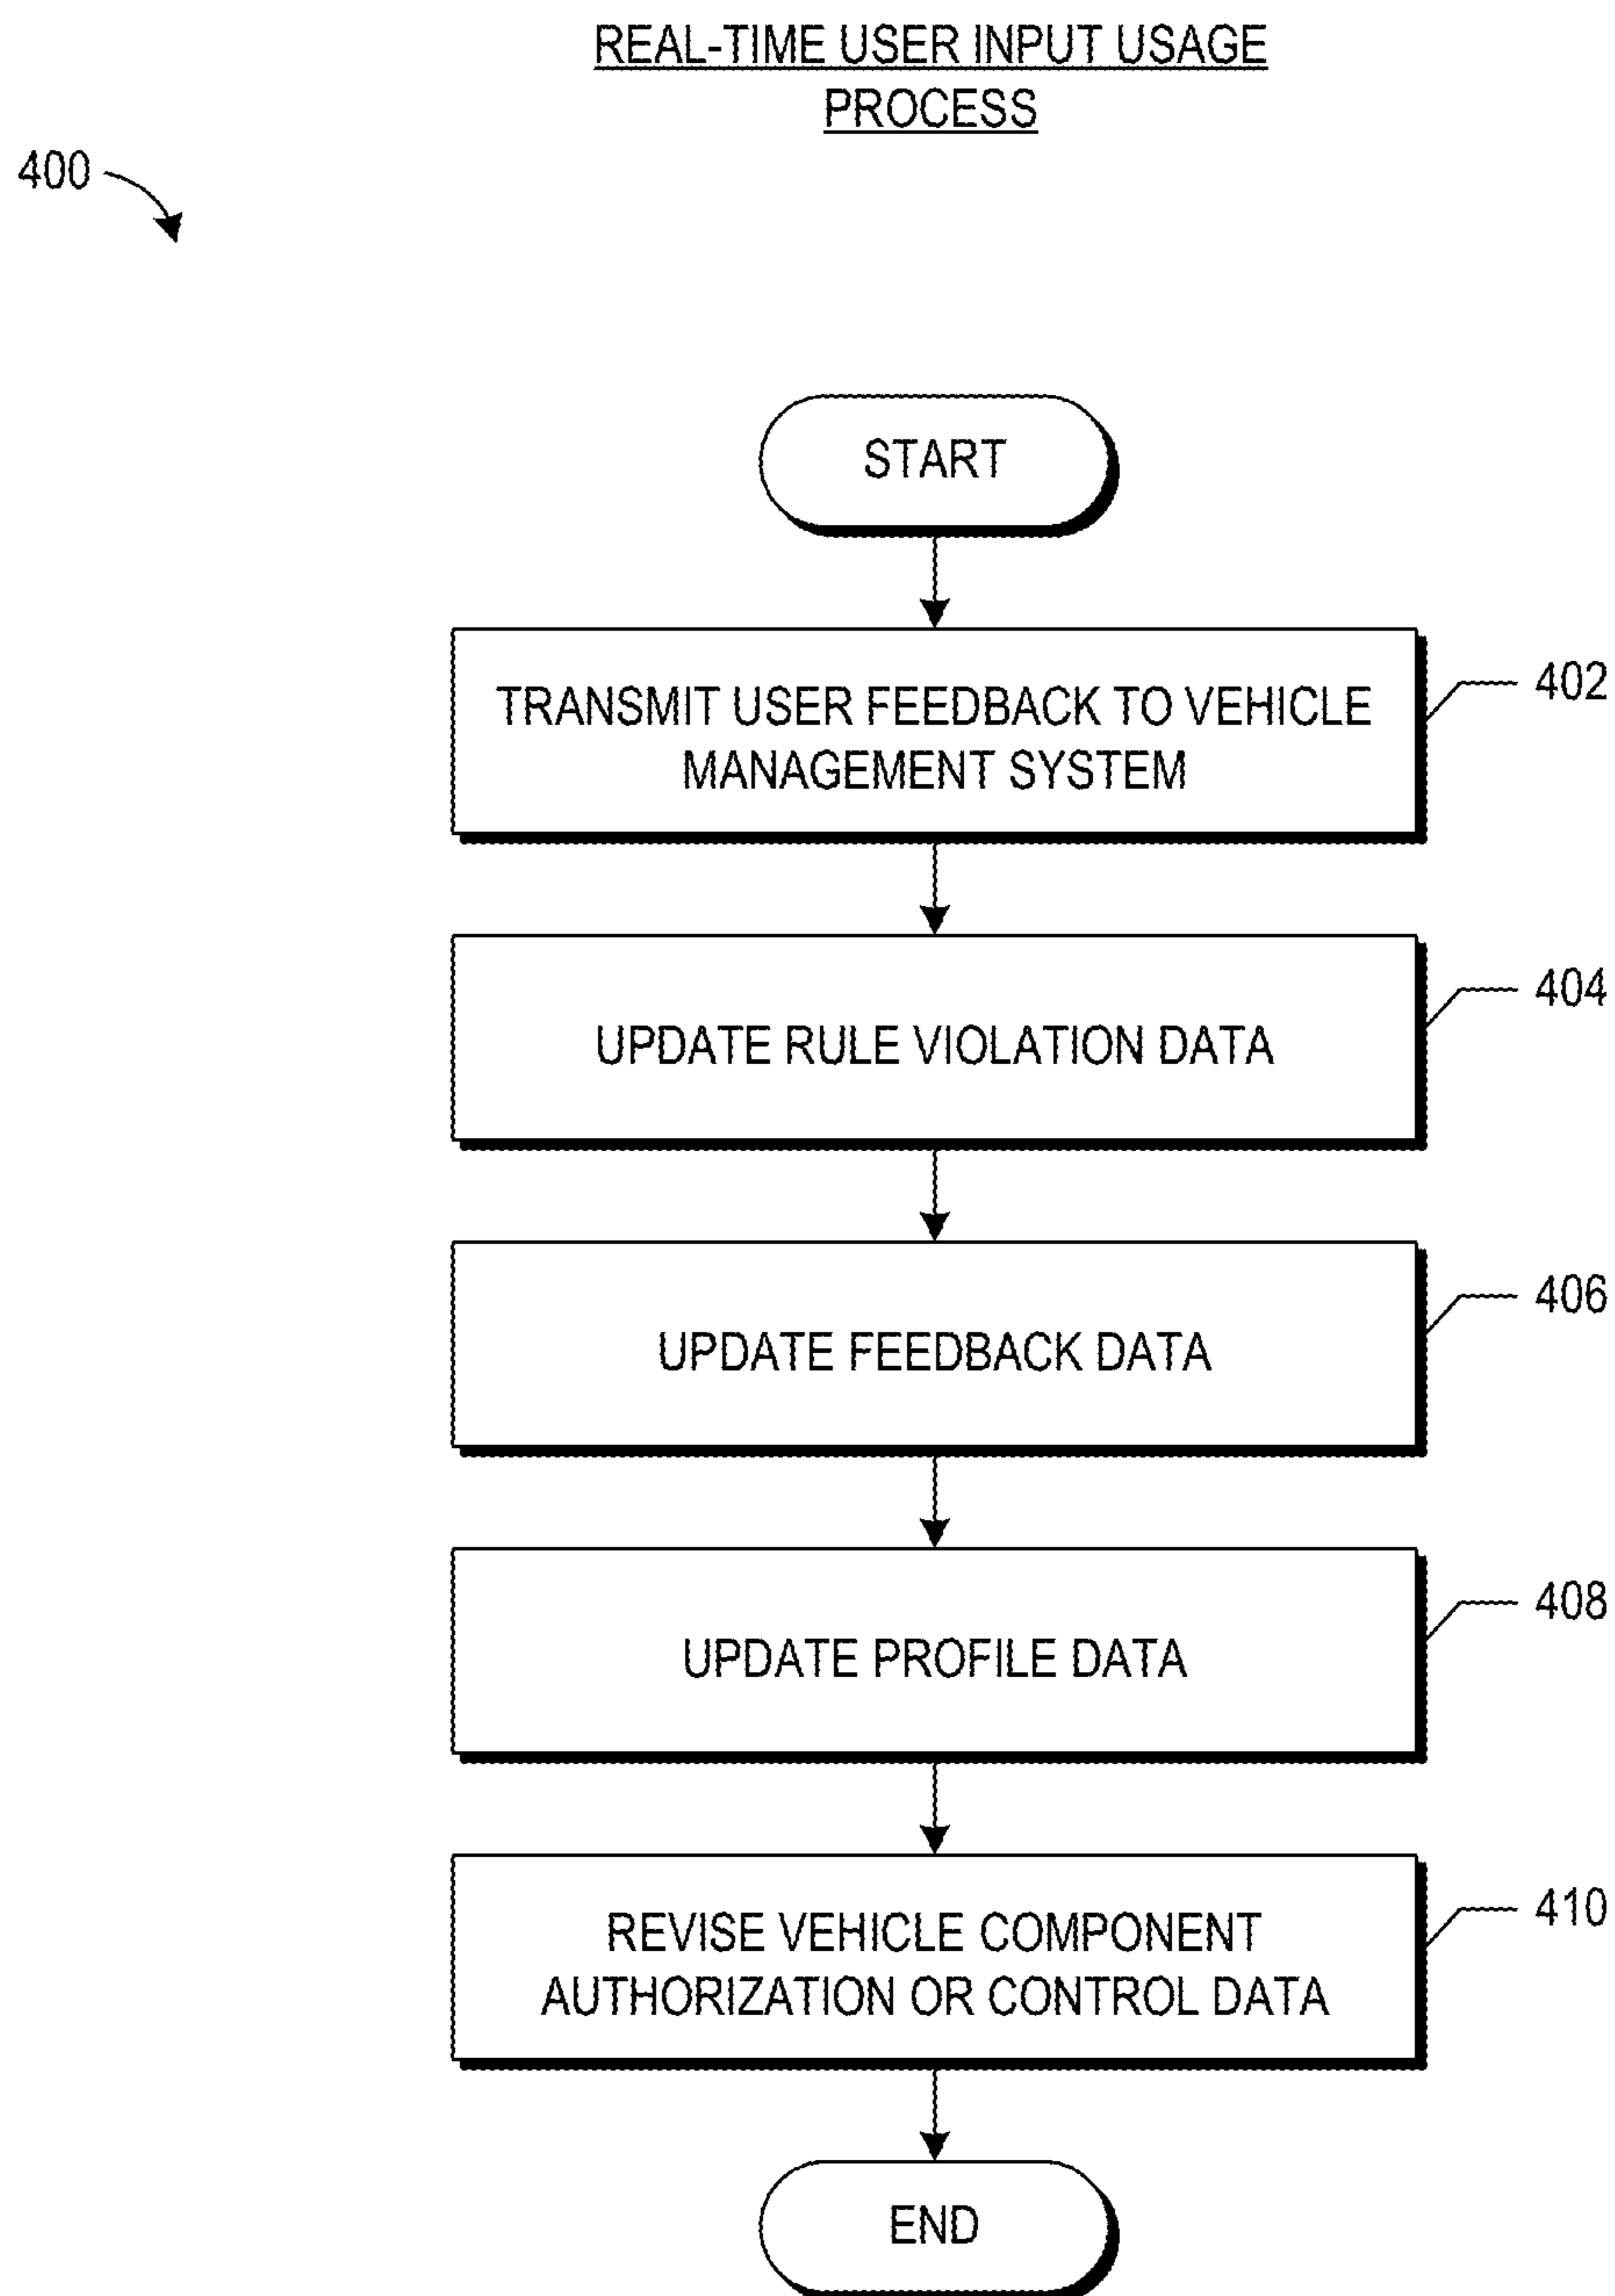 REAL-TIME USER INPUT USAGE
PROCESS
400
START
TRANSMIT USER FEEDBACK TO VEHICLE
MANAGEMENT SYSTEM
402
UPDATE RULE VIOLATION DATA
404
UPDATE FEEDBACK DATA
406
UPDATE PROFILE DATA
408
REVISE VEHICLE COMPONENT
AUTHORIZATION OR CONTROL DATA
410
END